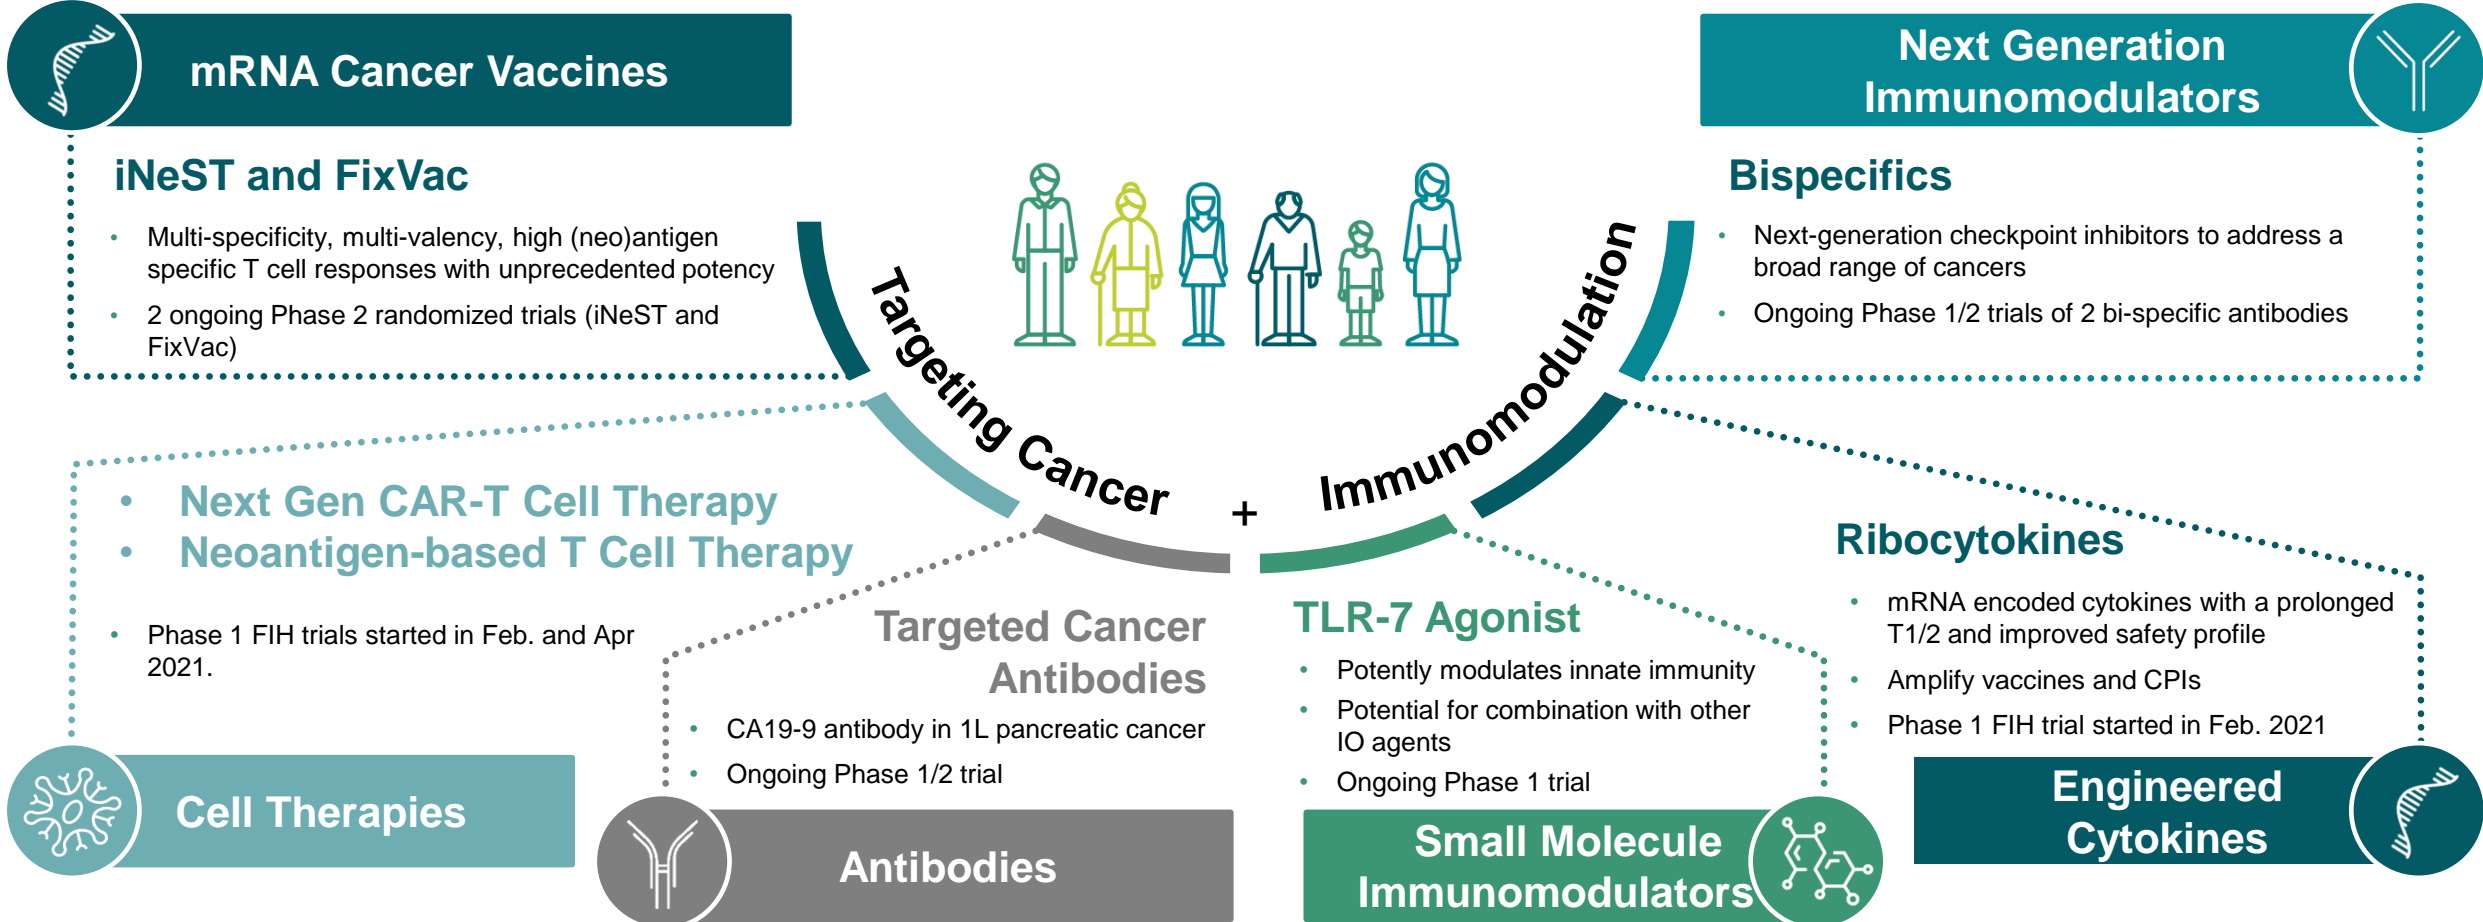 mRNA Cancer Vaccines
iNeST and FixVac
• Multi-specificity, multi-valency, high (neo)antigen
specific T cell responses with unprecedented potency
• 2 ongoing Phase 2 randomized trials (iNeST and
FixVac)
Next Generation
Immunomodulators
Bispecifics
• Next-generation checkpoint inhibitors to address a
broad range of cancers
• Ongoing Phase 1/2 trials of 2 bi-specific antibodies
Targeting Cancer
+
Immunomodulation
• Next Gen CAR-T Cell Therapy
• Neoantigen-based T Cell Therapy
• Phase 1 FIH trials started in Feb. and Apr
2021.
Cell Therapies
Targeted Cancer
Antibodies
• CA19-9 antibody in 1L pancreatic cancer
• Ongoing Phase 1/2 trial
Antibodies
TLR-7 Agonist
• Potently modulates innate immunity
• Potential for combination with other
IO agents
• Ongoing Phase 1 trial
Small Molecule
Immunomodulators
Ribocytokines
• mRNA encoded cytokines with a prolonged
T1/2 and improved safety profile
• Amplify vaccines and CPIs
• Phase 1 FIH trial started in Feb. 2021
Engineered
Cytokines